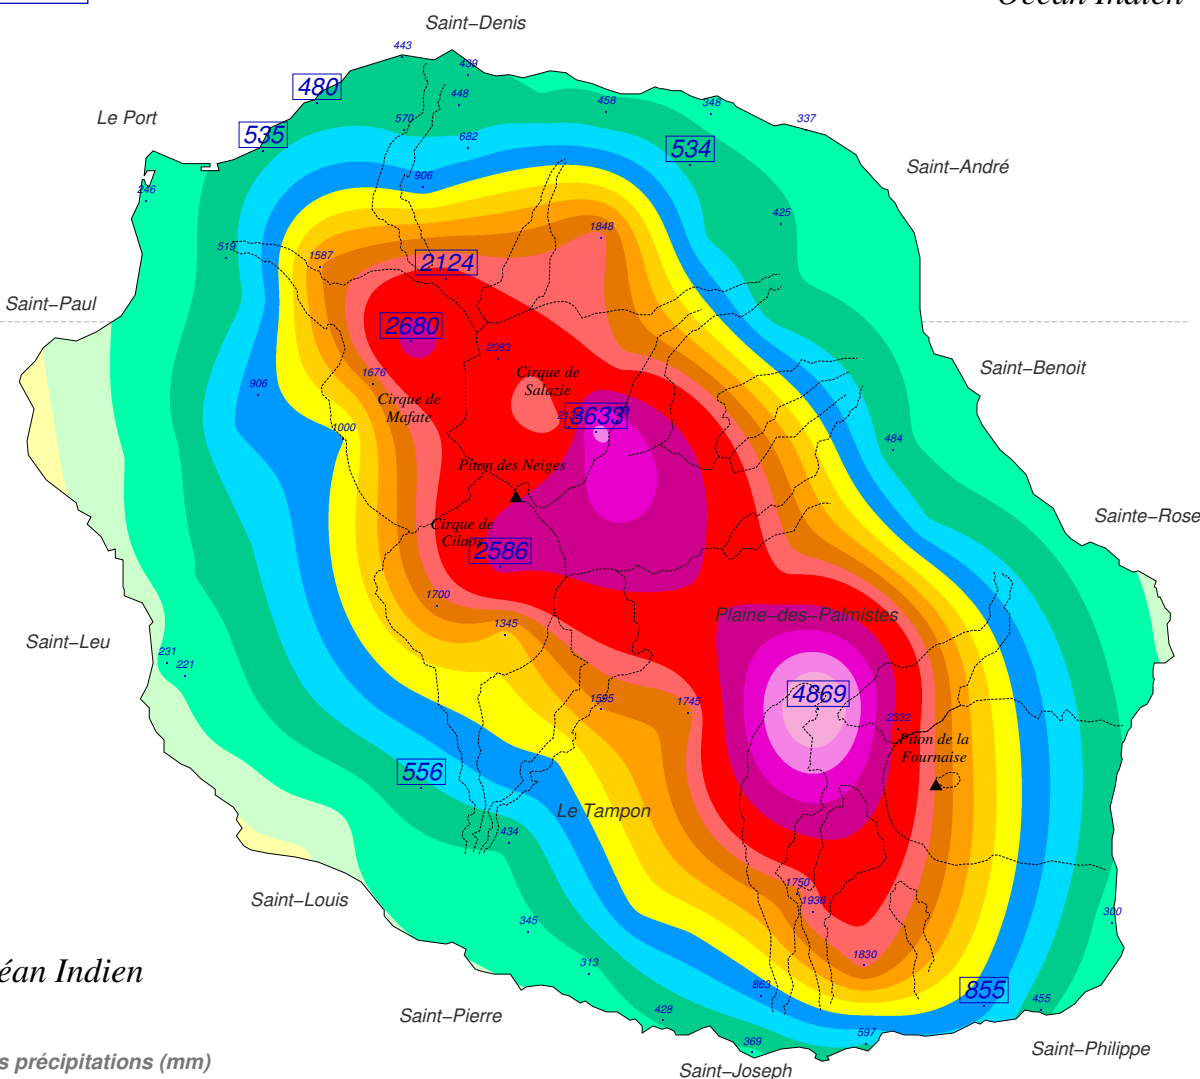 Océan Indien
Saint–Denis
443
439
480
448
458
348
Le Port
570
337
535
682
534
Saint–André
906
246
425
519
1587
1848
2124
Saint–Paul
2680
2083
Saint–Benoit
1676
Cirque de
Salazie
906
Cirque de
Mafate
3633
1000
484
Piton des Neiges
Sainte–Rose
Cirque de
Cilaos
2586
1700
Plaine–des–Palmistes
1345
Saint–Leu
231
221
4869
1595
1745
2332
Piton de la
Fournaise
556
Le Tampon
434
1750
Saint–Louis
1936
300
345
1830
éan Indien
313
863
855
455
Saint–Pierre
428
597
369
Saint–Philippe
s précipitations (mm)
Saint–Joseph